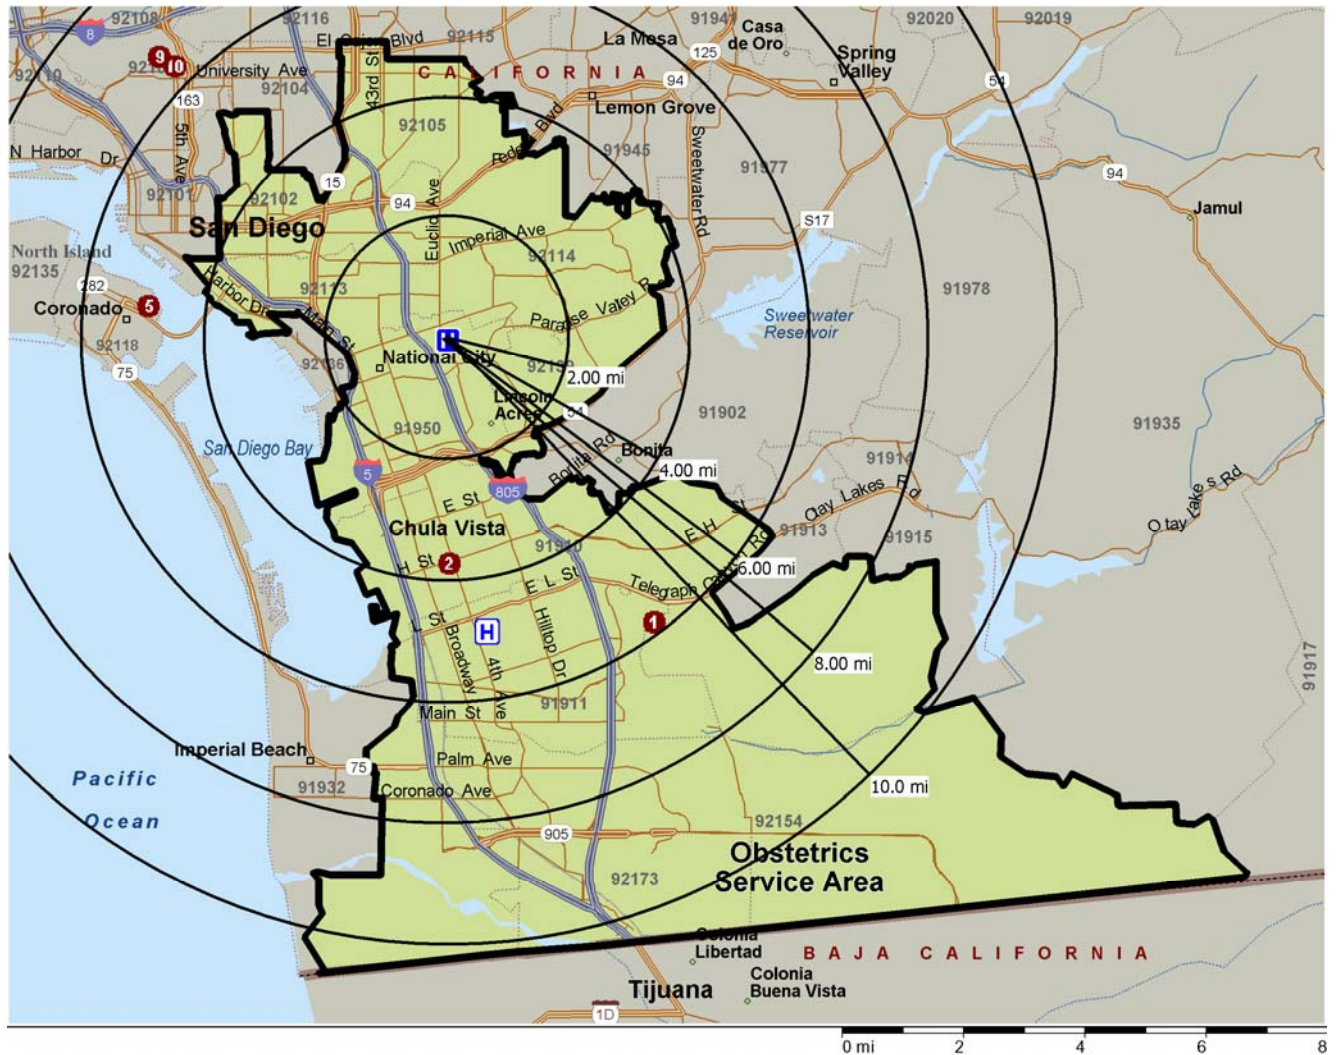 92108
92116
El Cajon Blvd
92115
La Mesa
91941
Casa
de Oro
92020
92019
8
125
Spring
Valley
9
10
University Ave
43rd St
CALIFORNIA
94
54
92110
92104
163
Lemon Grove
5th Ave
92105
Federal Blvd
91945
Sweetwater Rd
91977
N Harbor Dr
92101
92102
15
94
94
Euclid Ave
Jamul
San Diego
Imperial Ave
S17
North Island
92135
92114
282
Harbor Dr
92113
Paradise Valley R
91978
Coronado
5
Main St
Sweetwater
Reservoir
92118
H
92136
National City
92139
75
2.00 mi
Lincoln
Acres
54
91902
91935
91950
San Diego Bay
Bonita Rd
Bonita
91914
5
4.00 mi
805
Otay Lakes Rd
Otay Lakes Rd
E St
E H St
Chula Vista
91913
91915
91910
H St
2
E L St
Telegraph Canyon Rd
6.00 mi
L St
Hilltop Dr
1
H
Broadway
8.00 mi
4th Ave
91917
91911
Main St
Imperial Beach
75
Palm Ave
Pacific
Ocean
91932
Coronado Ave
10.0 mi
92154
905
Obstetrics
Service Area
92173
Colonia
Libertad
BAJA CALIFORNIA
Tijuana
Colonia
Buena Vista
1D
0 mi 2 4 6 8